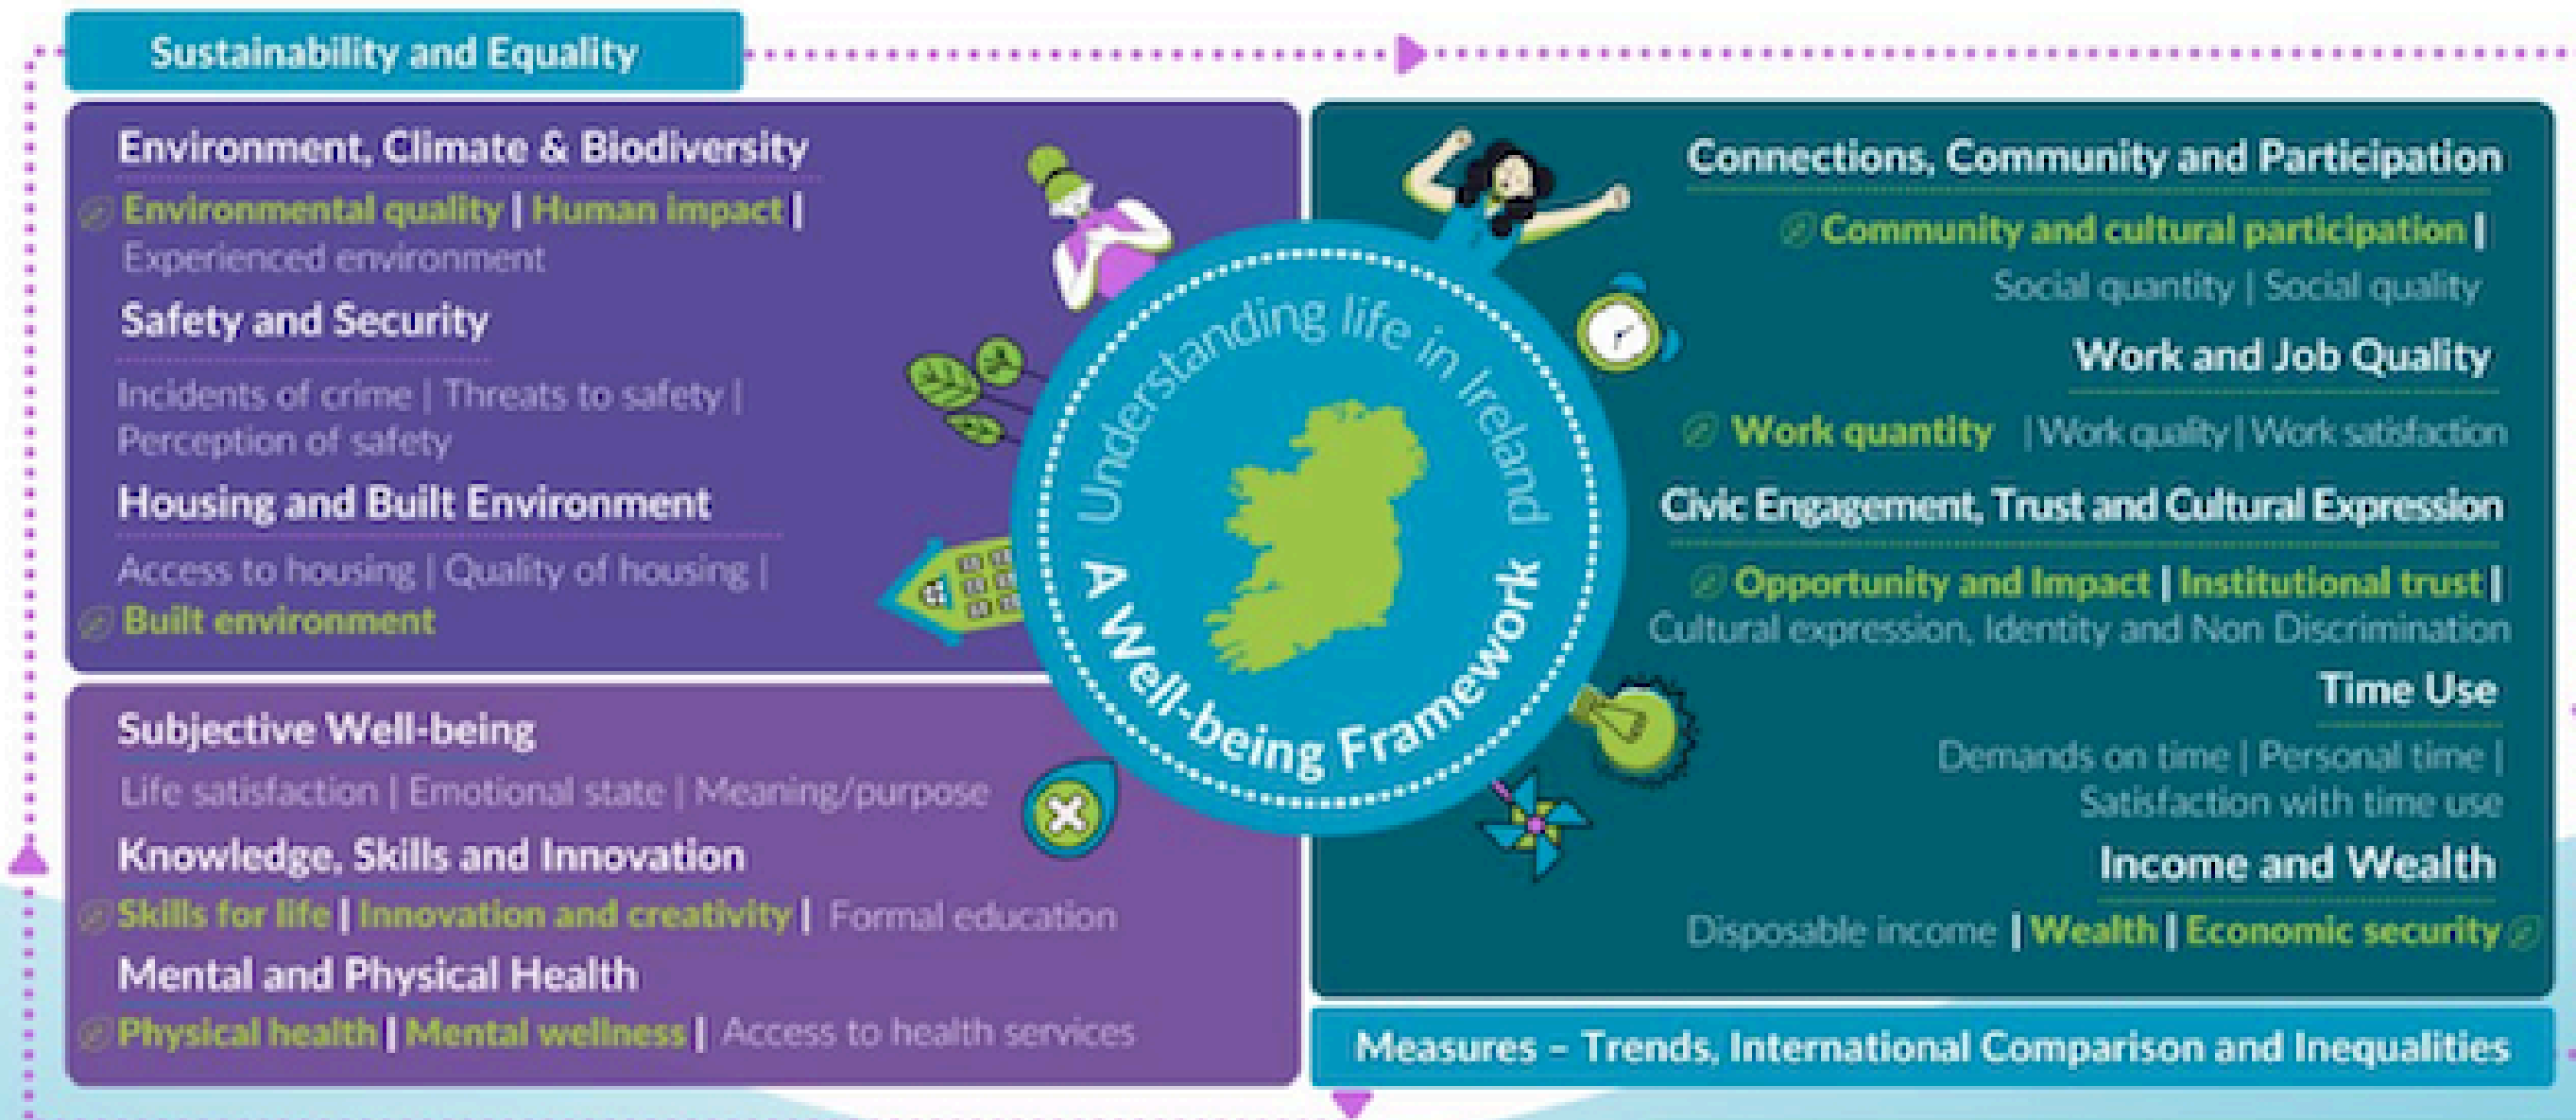 Sustainability and Equality
Environment, Climate & Biodiversity
Environmental quality | Human impact |
Experienced environment
Safety and Security
Incidents of crime | Threats to safety |
Perception of safety
Housing and Built Environment
Access to housing | Quality of housing |
Built environment
Subjective Well-being
Life satisfaction | Emotional state | Meaning/purpose
Knowledge, Skills and Innovation
Skills for life | Innovation and creativity | Formal education
Mental and Physical Health
Physical health | Mental wellness | Access to health services
Understanding life in Ireland
A Well-being Framework
Connections, Community and Participation
Community and cultural participation |
Social quantity | Social quality
Work and Job Quality
Work quantity | Work quality | Work satisfaction
Civic Engagement, Trust and Cultural Expression
Opportunity and Impact | Institutional trust |
Cultural expression, Identity and Non Discrimination
Time Use
Demands on time | Personal time |
Satisfaction with time use
Income and Wealth
Disposable income | Wealth | Economic security
Measures – Trends, International Comparison and Inequalities